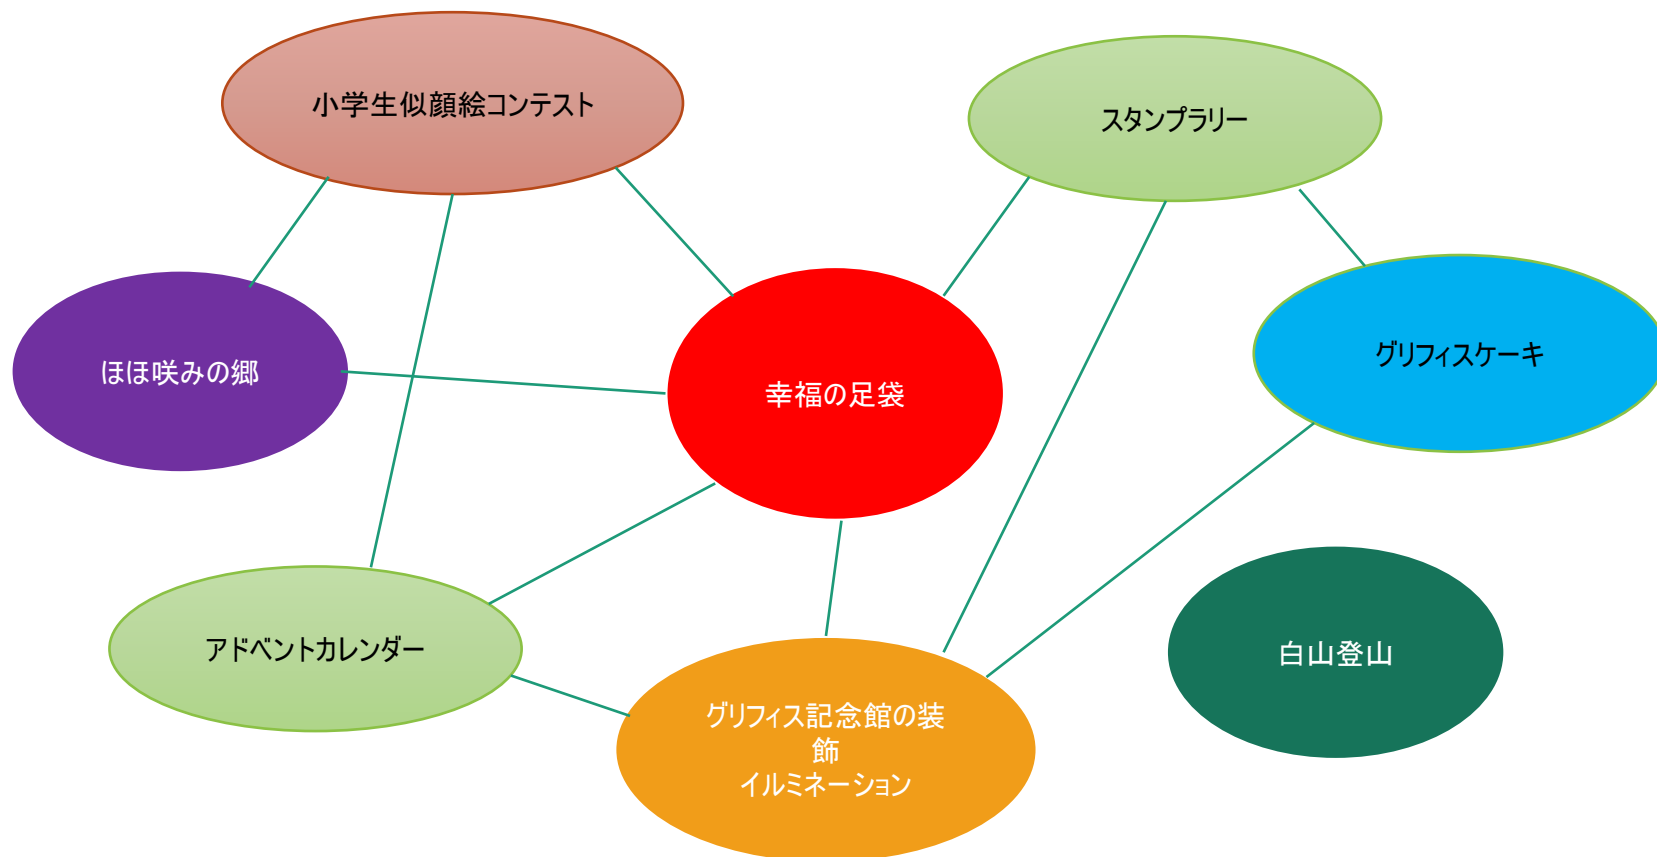 小学生似顔絵コンテスト
スタンプラリー
グリフィスケーキ
ほほ咲みの郷
幸福の足袋
アドベントカレンダー
白山登山
グリフィス記念館の装
飾
イルミネーション